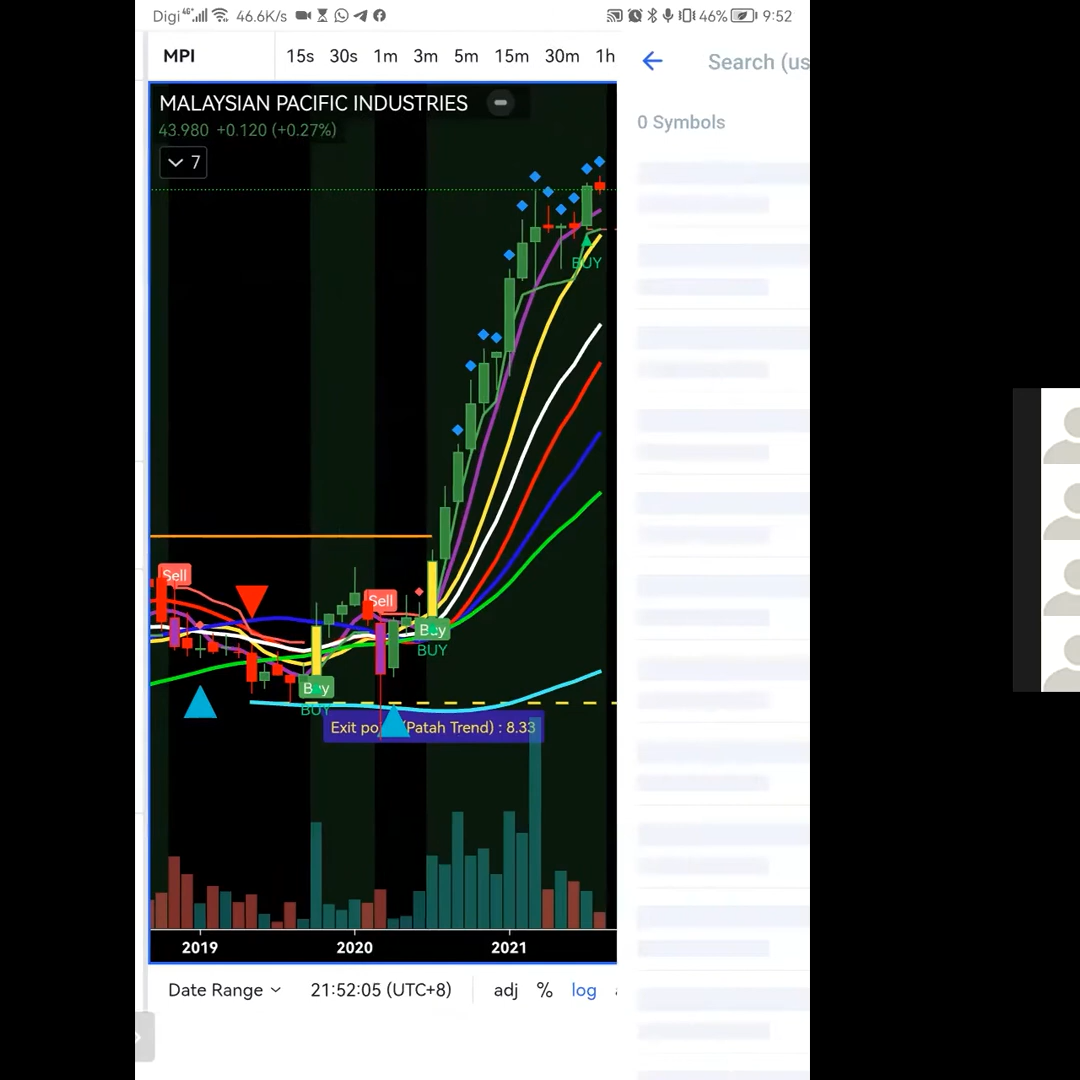 Digi 46.6K/s 46% 9:52
MPI 15s 30s 1m 3m 5m 15m 30m 1h
Search (us
0 Symbols
MALAYSIAN PACIFIC INDUSTRIES
43.980 +0.120 (+0.27%)
7
BUY
Sell
Sell
Buy
BUY
Buy
BUY
Exit po (Patah Trend) : 8.33
2019 2020 2021
Date Range 21:52:05 (UTC+8) adj % log